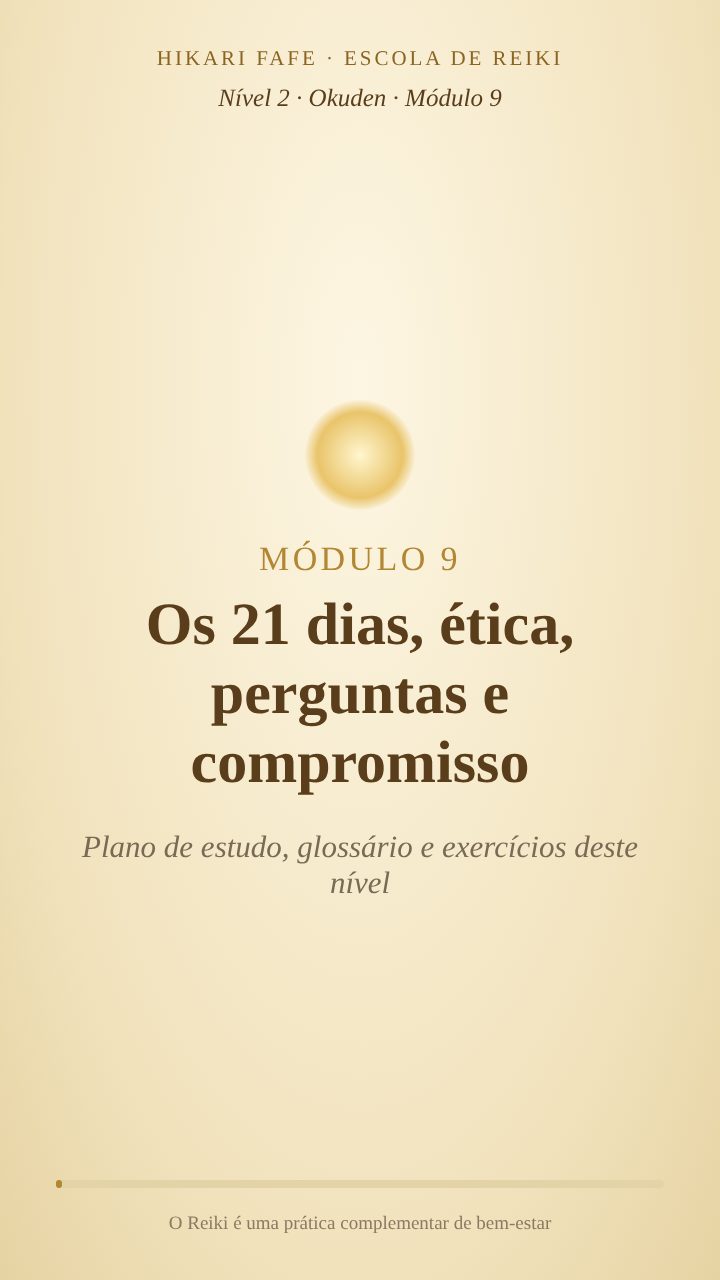 HIKARI FAFE · ESCOLA DE REIKI
Nível 2 · Okuden · Módulo 9
MÓDULO 9
Os 21 dias, ética,
perguntas e
compromisso
Plano de estudo, glossário e exercícios deste
nível
O Reiki é uma prática complementar de bem-estar